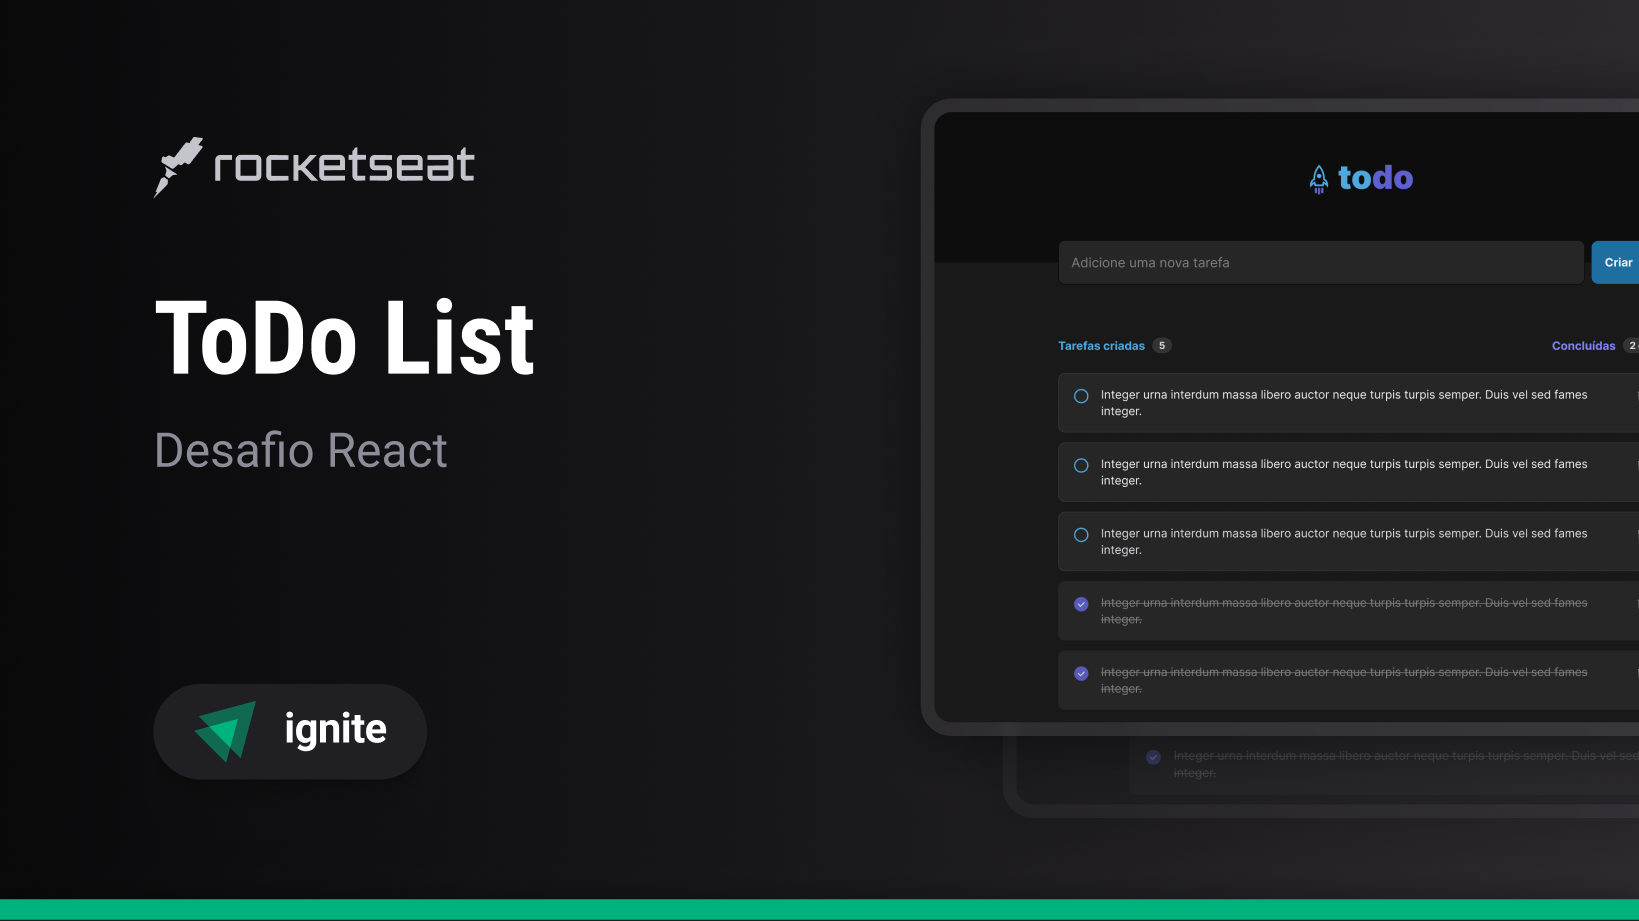 rocketseat
ToDo List
Desafio React
ignite
todo
Adicione uma nova tarefa
Criar
Tarefas criadas 5
Concluídas 2
Integer urna interdum massa libero auctor neque turpis turpis semper. Duis vel sed fames
integer.
Integer urna interdum massa libero auctor neque turpis turpis semper. Duis vel sed fames
integer.
Integer urna interdum massa libero auctor neque turpis turpis semper. Duis vel sed fames
integer.
Integer urna interdum massa libero auctor neque turpis turpis semper. Duis vel sed fames
integer.
Integer urna interdum massa libero auctor neque turpis turpis semper. Duis vel sed fames
integer.
Integer urna interdum massa libero auctor neque turpis turpis semper. Duis vel sed
integer.